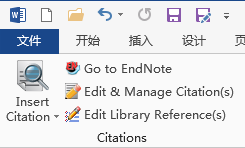 文件 开始 插入 设计
Go to EndNote
Insert Citation
Edit & Manage Citation(s)
Edit Library Reference(s)
Citations